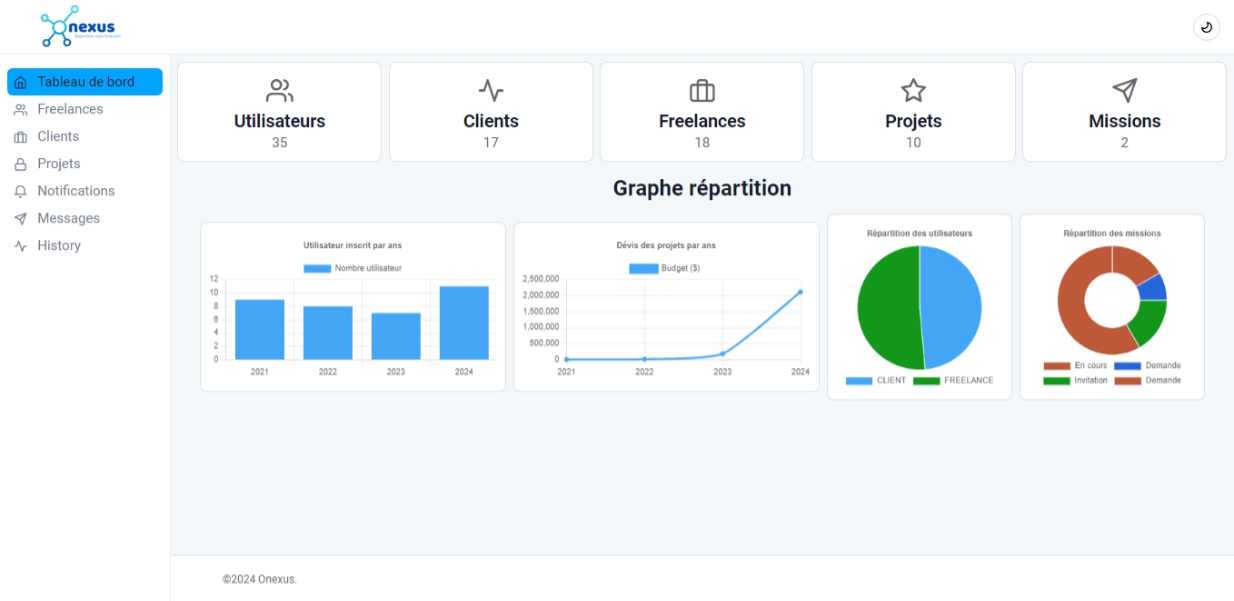 nexus
Tableau de bord
Freelances
Clients
Projets
Notifications
Messages
History
Utilisateurs
35
Clients
17
Freelances
18
Projets
10
Missions
2
Graphe répartition
Utilisateur inscrit par ans
Nombre utilisateur
12
10
8
6
4
2
0
2021 2022 2023 2024
Dévis des projets par ans
Budget ($)
2,500,000
2,000,000
1,500,000
1,000,000
500,000
0
2021 2022 2023 2024
Répartition des utilisateurs
CLIENT FREELANCE
Répartition des missions
En cours Demande
Invitation Demande
©2024 Onexus.